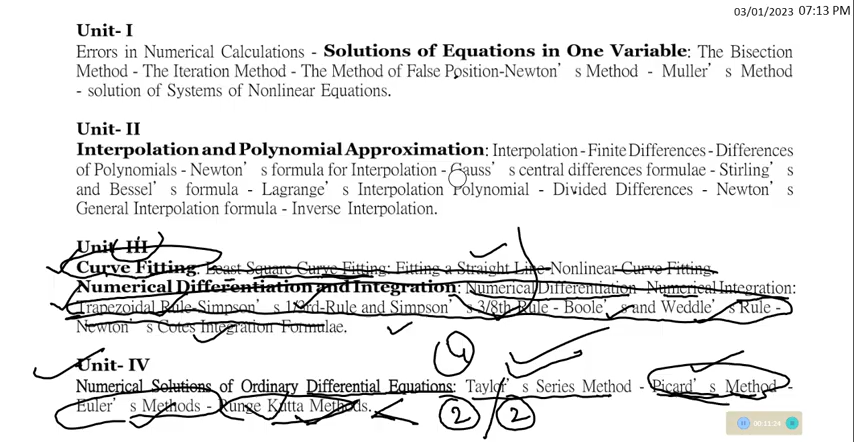 03/01/2023 07:13 PM
Unit- I
Errors in Numerical Calculations - Solutions of Equations in One Variable: The Bisection
Method - The Iteration Method - The Method of False Position-Newton’ s Method - Muller’ s Method
- solution of Systems of Nonlinear Equations.
Unit- II
Interpolation and Polynomial Approximation: Interpolation - Finite Differences - Differences
of Polynomials - Newton’ s formula for Interpolation - Gauss’ s central differences formulae - Stirling’ s
and Bessel’ s formula - Lagrange’ s Interpolation Polynomial - Divided Differences - Newton’ s
General Interpolation formula - Inverse Interpolation.
Unit- III
Curve Fitting: Least Square Curve Fitting: Fitting a Straight Line-Nonlinear Curve Fitting.
Numerical Differentiation and Integration: Numerical Differentiation - Numerical Integration:
Trapezoidal Rule-Simpson’ s 1/3rd-Rule and Simpson’ s 3/8th Rule - Boole’ s and Weddle’ s Rule -
Newton’ s Cotes Integration Formulae.
4
Unit- IV
Numerical Solutions of Ordinary Differential Equations: Taylor’ s Series Method - Picard’ s Method -
Euler’ s Methods - Runge Kutta Methods.
2 / 2
00:11:24